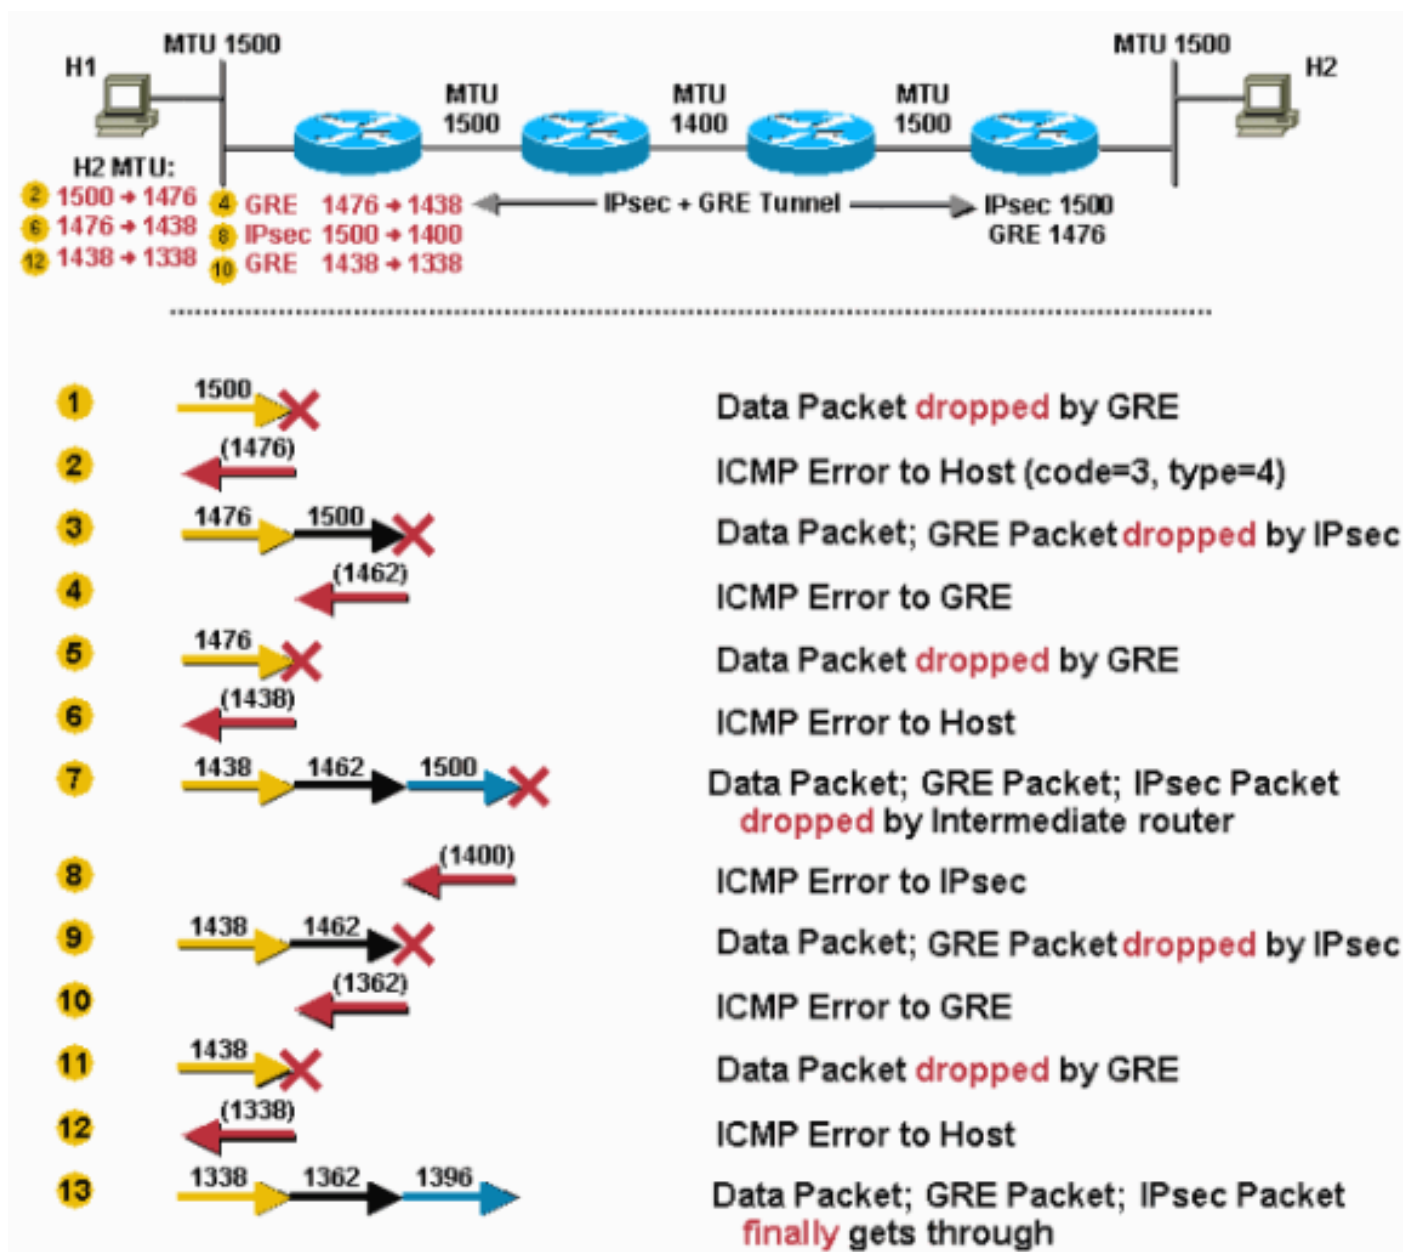 MTU 1500
MTU 1500
H1
H2
MTU
1500
MTU
1400
MTU
1500
H2 MTU:
2 1500 → 1476
6 1476 → 1438
12 1438 → 1338
4 GRE 1476 → 1438
8 IPsec 1500 → 1400
10 GRE 1438 → 1338
IPsec + GRE Tunnel
IPsec 1500
GRE 1476
1 1500 Data Packet dropped by GRE
2 (1476) ICMP Error to Host (code=3, type=4)
3 1476 1500 Data Packet; GRE Packet dropped by IPsec
4 (1462) ICMP Error to GRE
5 1476 Data Packet dropped by GRE
6 (1438) ICMP Error to Host
7 1438 1462 1500 Data Packet; GRE Packet; IPsec Packet
dropped by Intermediate router
8 (1400) ICMP Error to IPsec
9 1438 1462 Data Packet; GRE Packet dropped by IPsec
10 (1362) ICMP Error to GRE
11 1438 Data Packet dropped by GRE
12 (1338) ICMP Error to Host
13 1338 1362 1396 Data Packet; GRE Packet; IPsec Packet
finally gets through